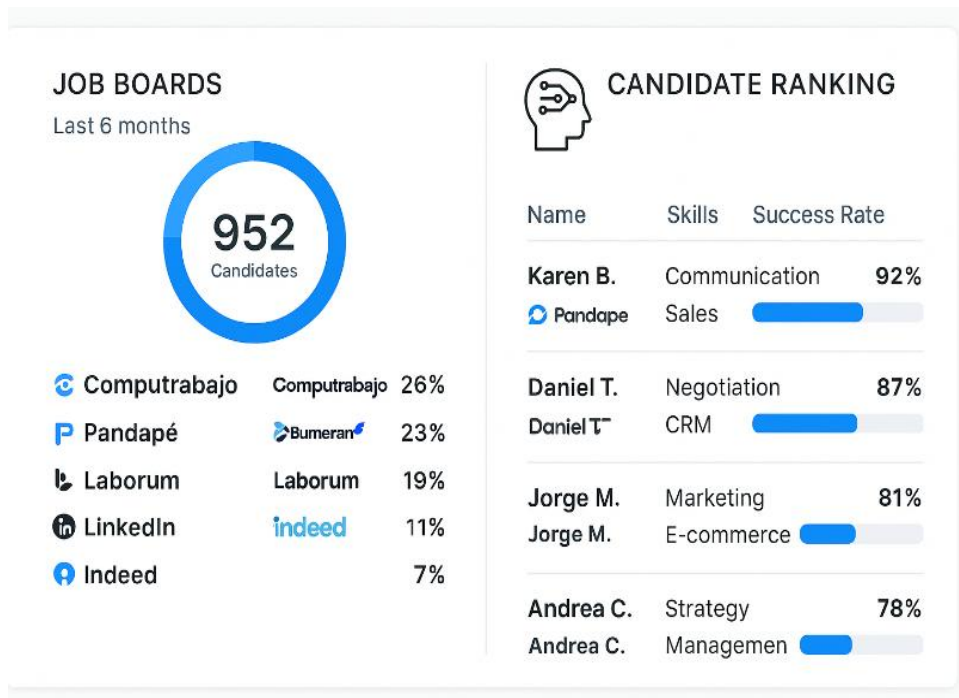 JOB BOARDS
Last 6 months
952
Candidates
Computrabajo Computrabajo 26%
Pandapé Bumeran 23%
Laborum Laborum 19%
LinkedIn indeed 11%
Indeed 7%
CANDIDATE RANKING
Name Skills Success Rate
Karen B. Communication 92%
Pandape Sales
Daniel T. Negotiation 87%
Daniel T CRM
Jorge M. Marketing 81%
Jorge M. E-commerce
Andrea C. Strategy 78%
Andrea C. Managemen